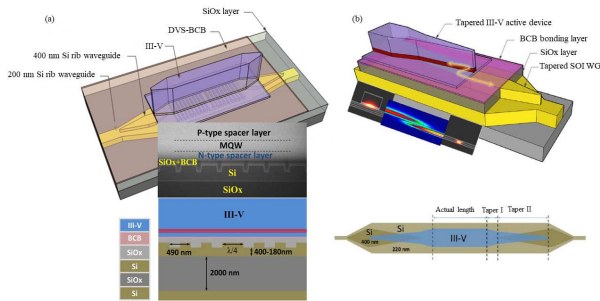 (a)
SiOx layer
DVS-BCB
III-V
400 nm Si rib waveguide
200 nm Si rib waveguide
P-type spacer layer
MQW
N-type spacer layer
SiOx+BCB
Si
SiOx
III-V
490 nm
λ/4
400-180nm
2000 nm
III-V
BCB
SiOx
Si
SiOx
Si
(b)
Tapered III-V active device
BCB bonding layer
SiOx layer
Tapered SOI WG
Actual length
Taper I
Taper II
Si
Si
400 nm
220 nm
III-V